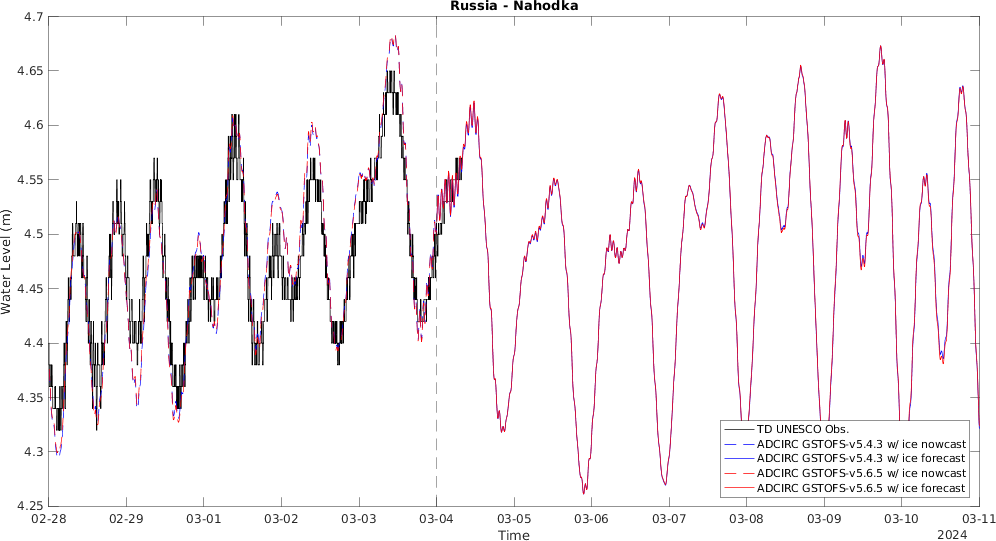 Russia - Nahodka
Water Level (m)
4.7
4.65
4.6
4.55
4.5
4.45
4.4
4.35
4.3
4.25
TD UNESCO Obs.
ADCIRC GSTOFS-v5.4.3 w/ ice nowcast
ADCIRC GSTOFS-v5.4.3 w/ ice forecast
ADCIRC GSTOFS-v5.6.5 w/ ice nowcast
ADCIRC GSTOFS-v5.6.5 w/ ice forecast
02-28 02-29 03-01 03-02 03-03 03-04 03-05 03-06 03-07 03-08 03-09 03-10 03-11
Time
2024